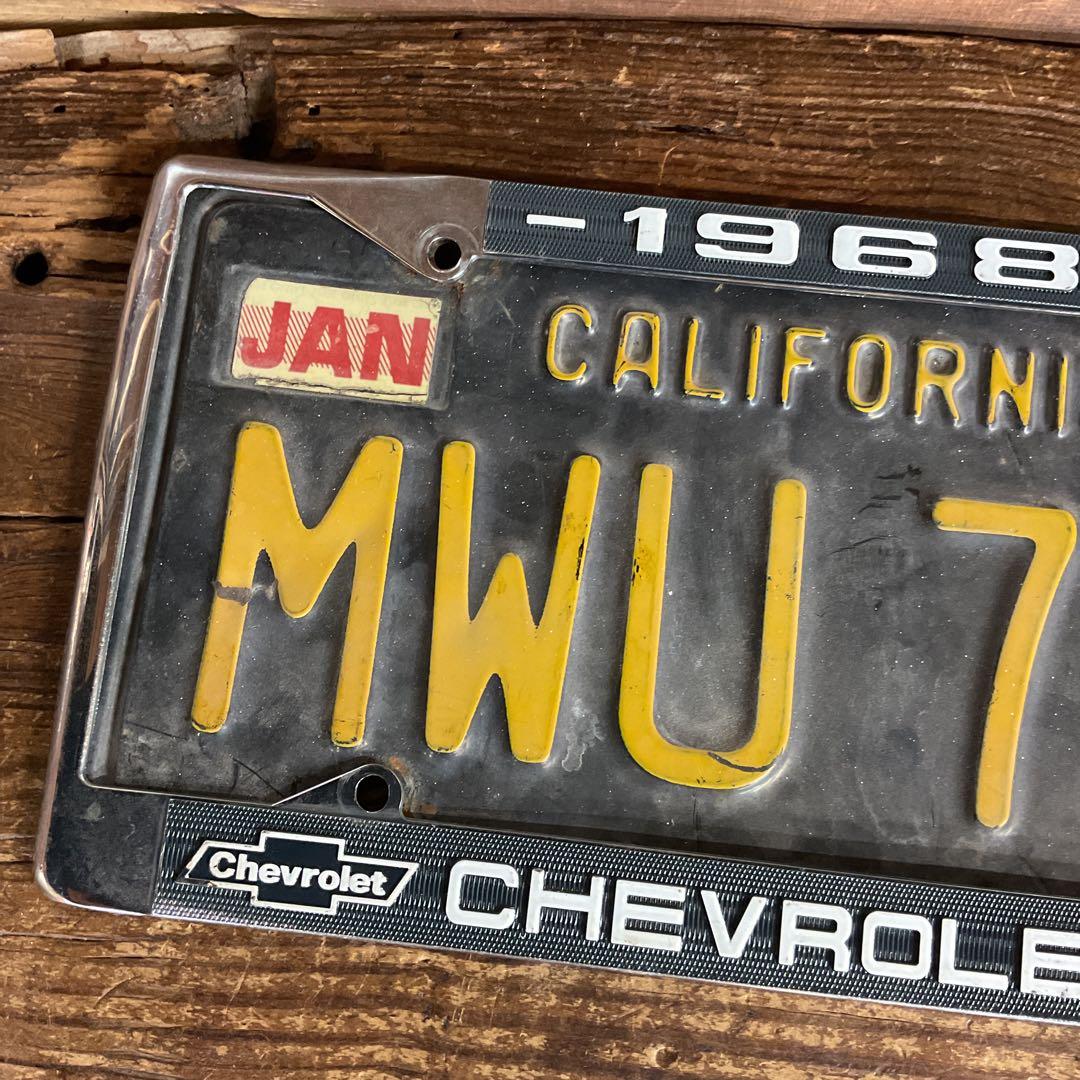 -1968
JAN
CALIFORNI
MWU 7
Chevrolet
CHEVROLE